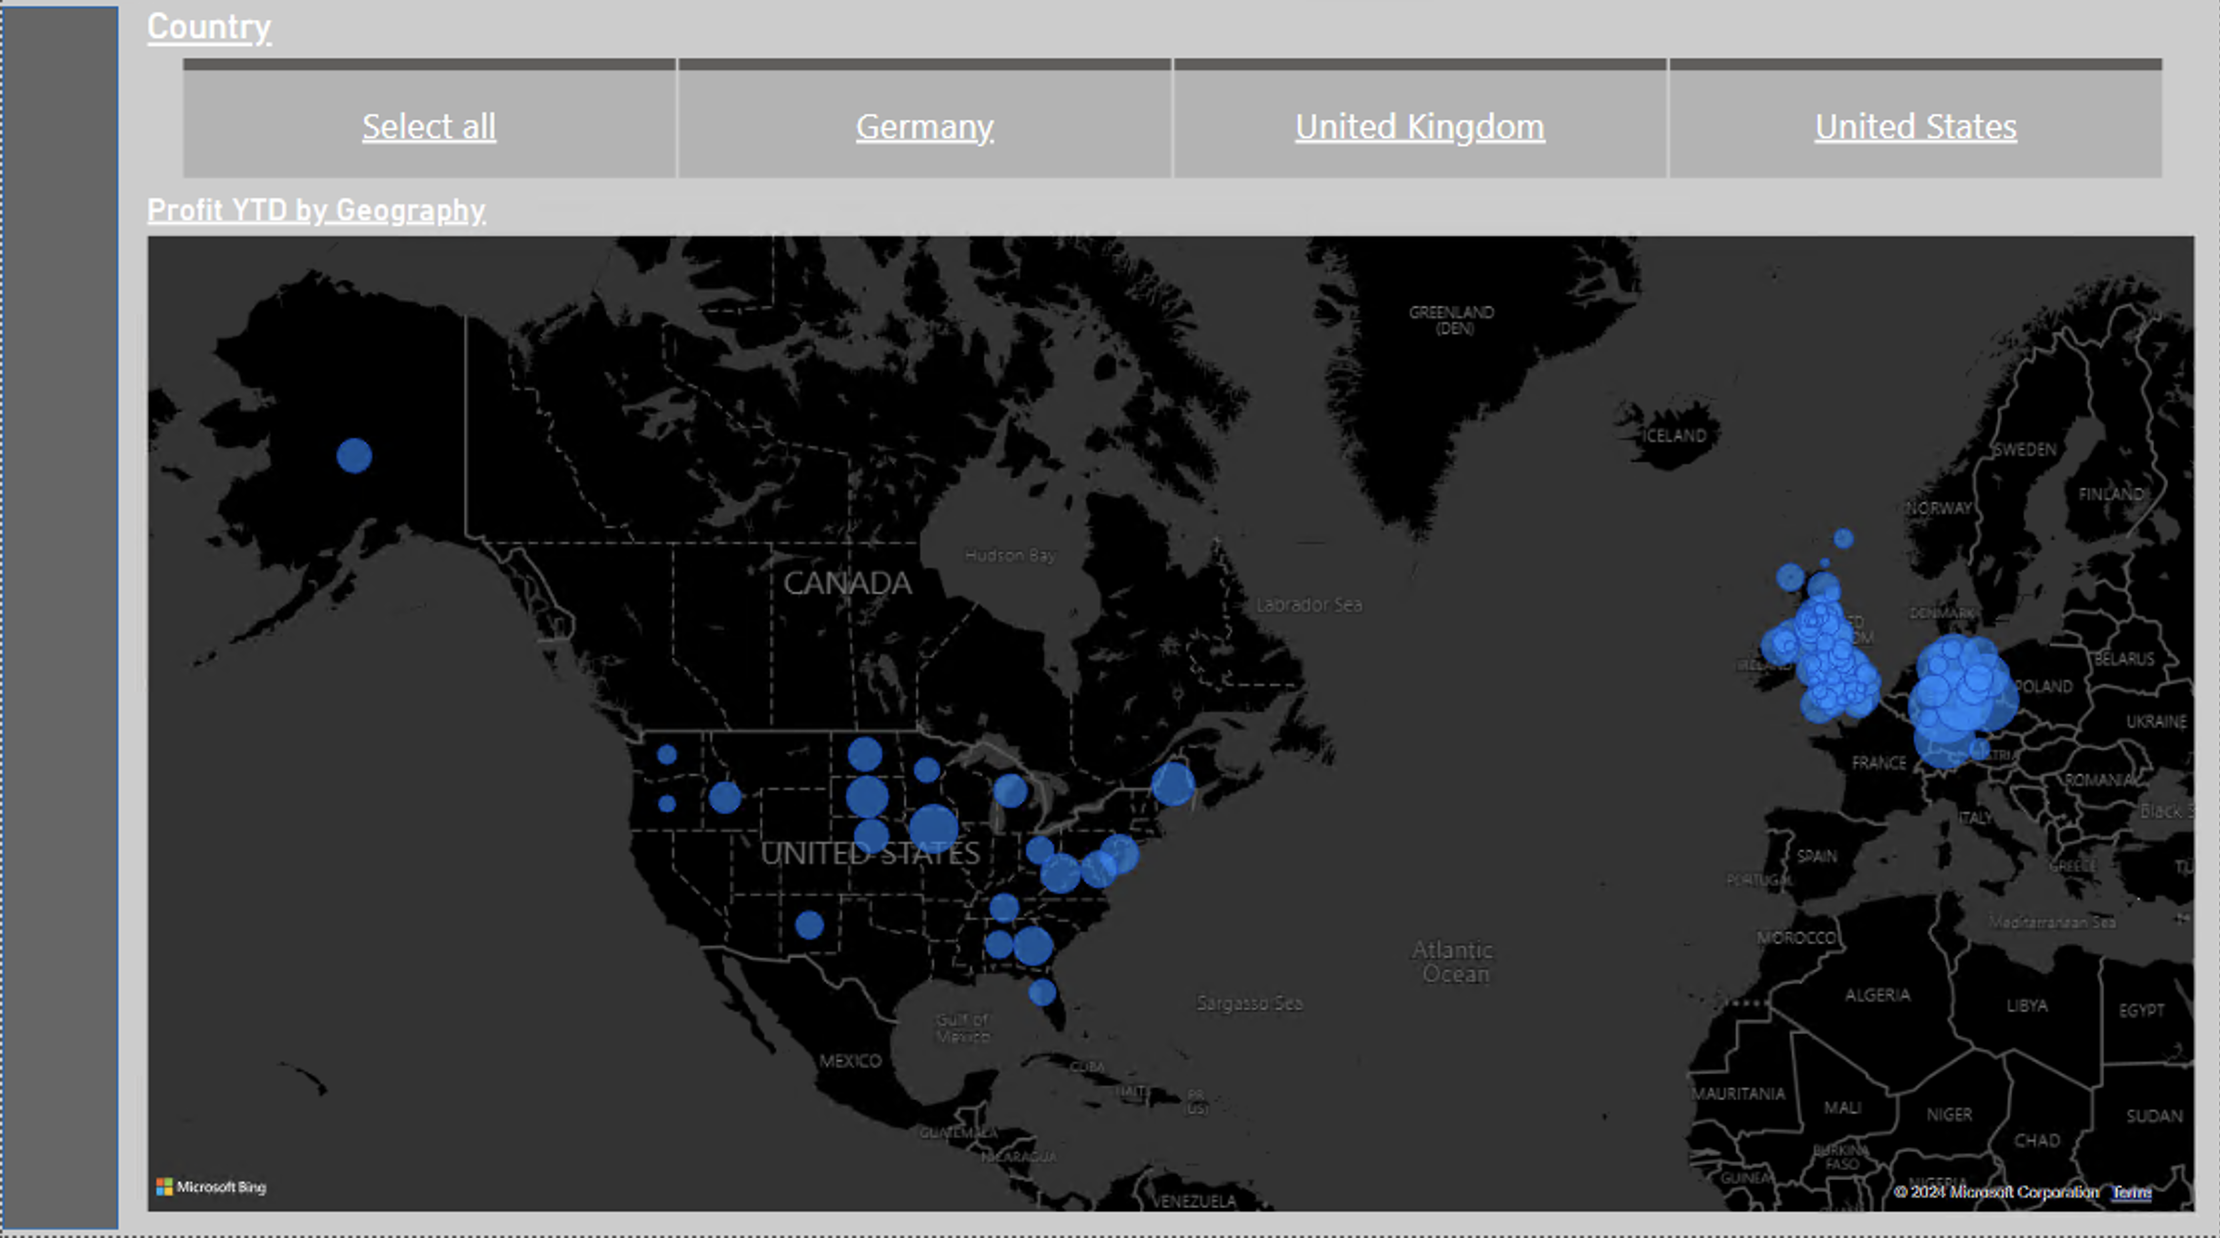 Country
Select all
Germany
United Kingdom
United States
Profit YTD by Geography
GREENLAND
(DEN)
ICELAND
SWEDEN
FINLAND
NORWAY
Hudson Bay
CANADA
Labrador Sea
DENMARK
BELARUS
POLAND
UKRAINE
FRANCE
ROMANIA
Black S
ITALY
UNITED STATES
SPAIN
GREECE
PORTUGAL
Mediterranean Sea
MOROCCO
Atlantic
Ocean
ALGERIA
LIBYA
EGYPT
Sargasso Sea
Gulf of
Mexico
MEXICO
CUBA
HAITI
PR
(US)
MAURITANIA
MALI
NIGER
SUDAN
CHAD
GUATEMALA
NICARAGUA
BURKINA
FASO
GUINEA
NIGERIA
VENEZUELA
Microsoft Bing
© 2024 Microsoft Corporation Terms